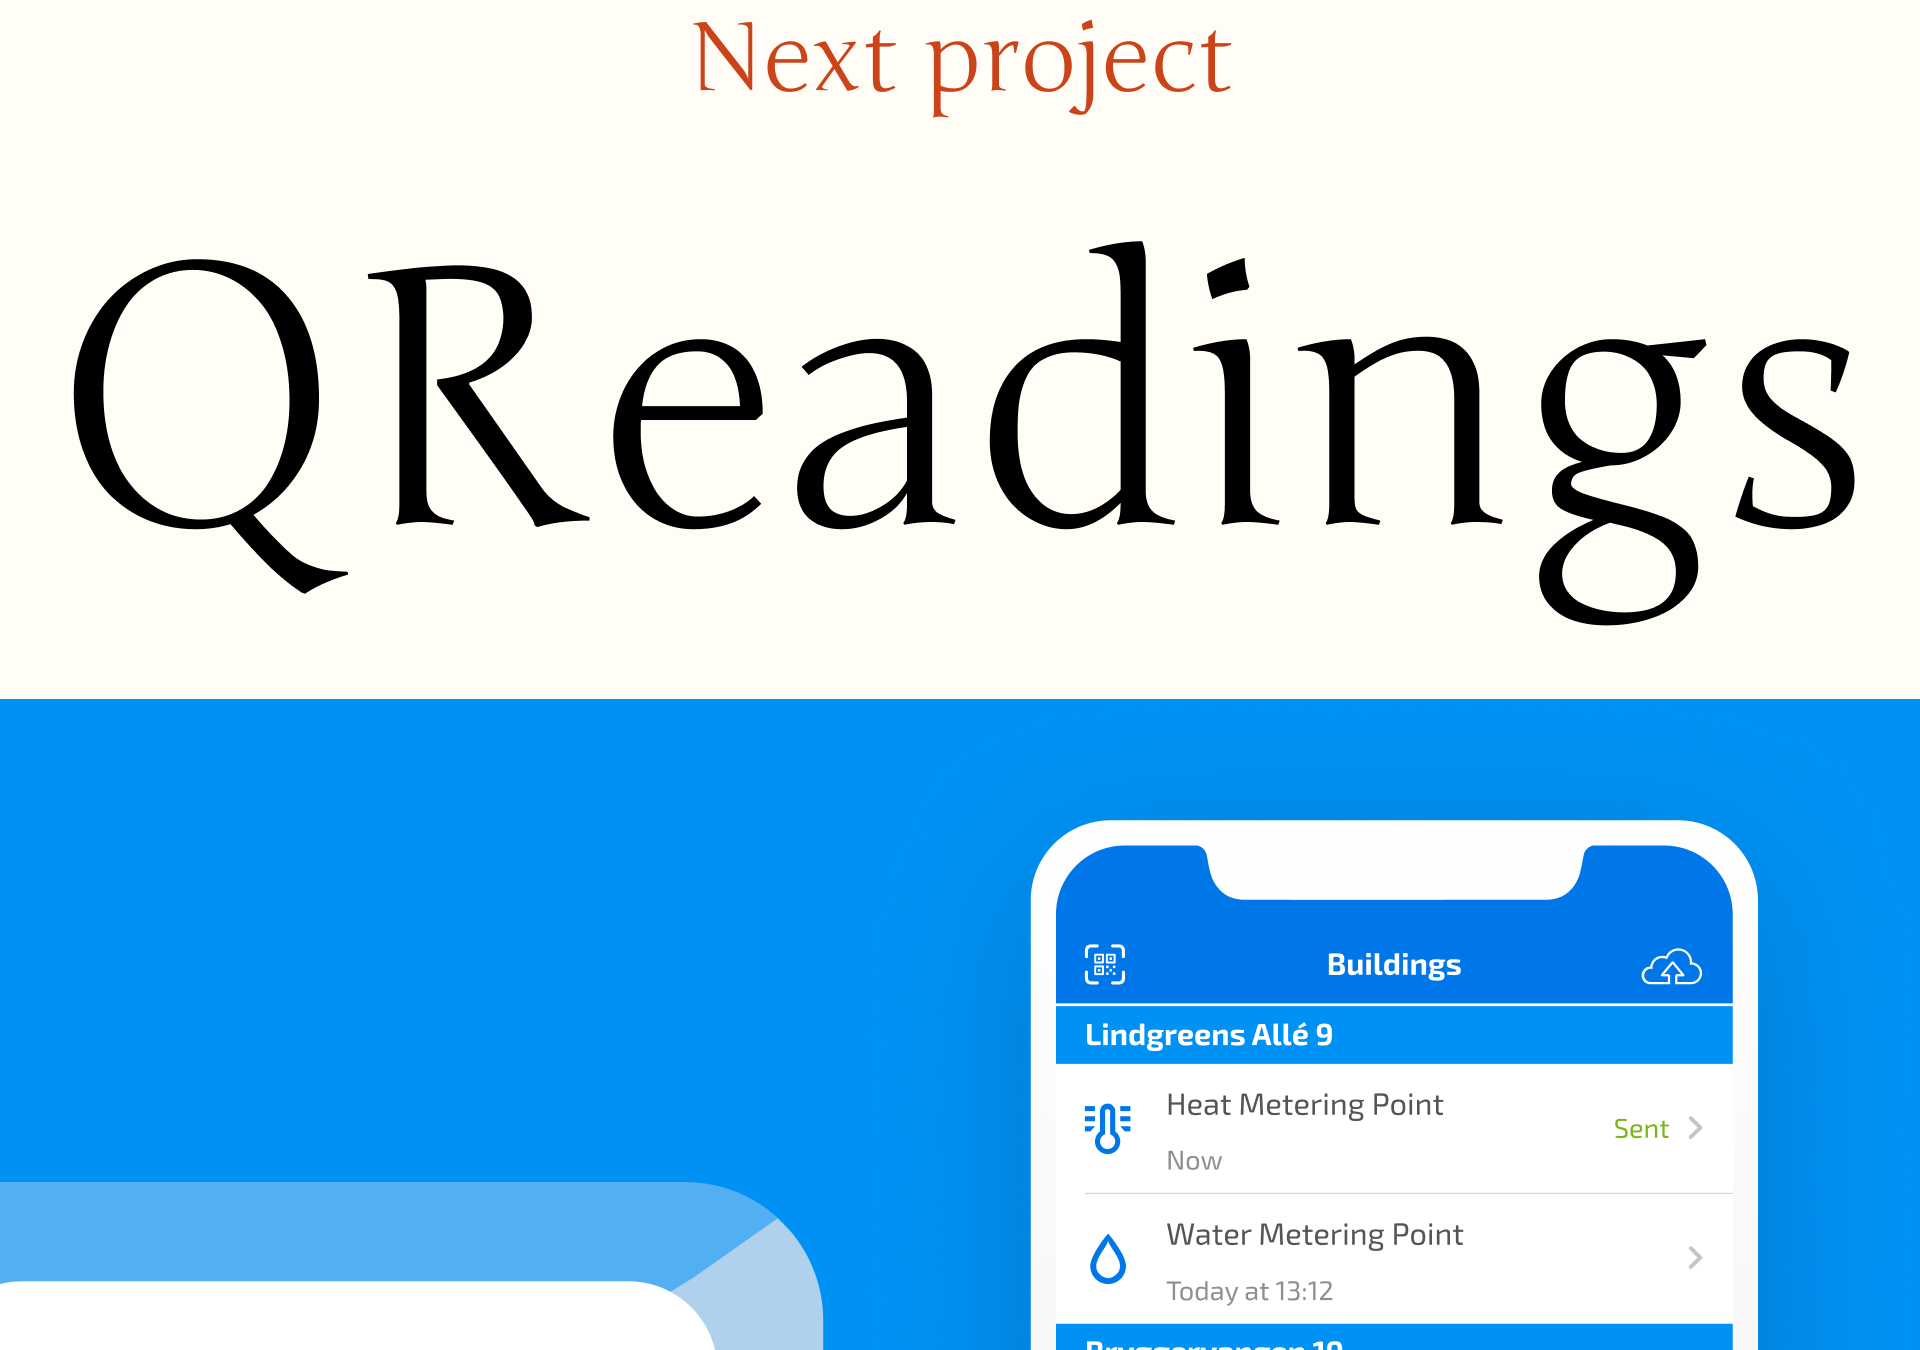 Next project
QReadings
Buildings
Lindgreens Allé 9
Heat Metering Point
Sent
Now
Water Metering Point
Today at 13:12